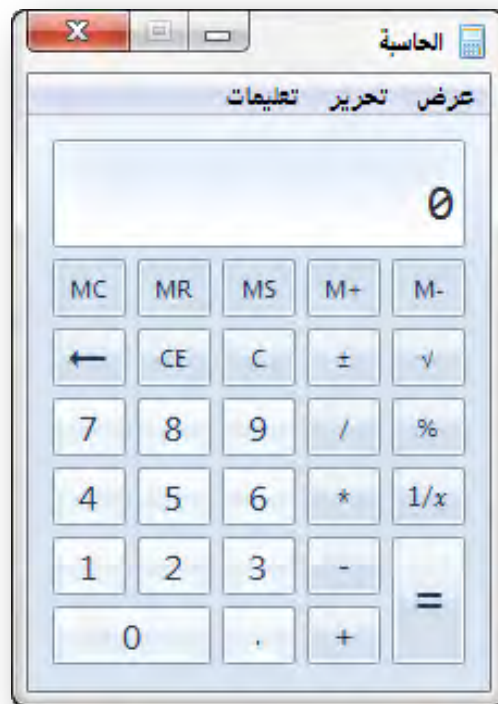 الحاسبة
عرض تحرير تعليمات
0
MC MR MS M+ M-
← CE C ± √
7 8 9 / %
4 5 6 * 1/x
1 2 3 - =
0 . +